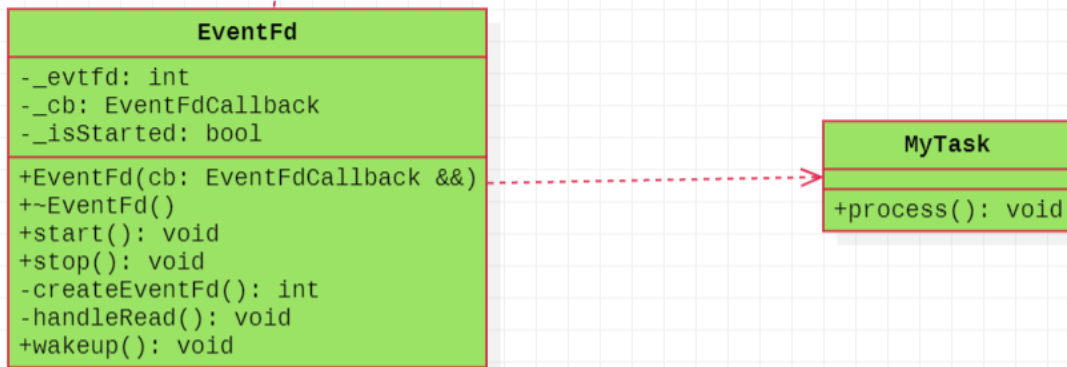 EventFd
-_evtfd: int
-_cb: EventFdCallback
-_isStarted: bool
+EventFd(cb: EventFdCallback &&)
+~EventFd()
+start(): void
+stop(): void
-createEventFd(): int
-handleRead(): void
+wakeup(): void
MyTask
+process(): void